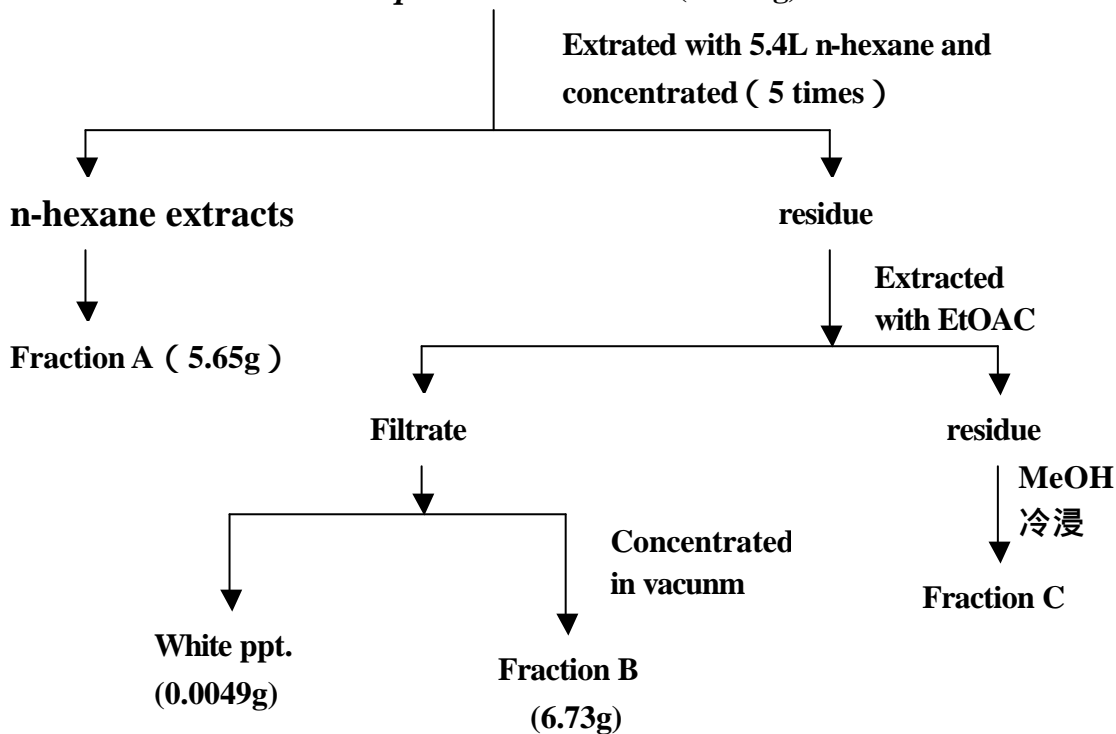 Extrated with 5.4L n-hexane and
concentrated ( 5 times )
n-hexane extracts
residue
Extracted
with EtOAC
Fraction A ( 5.65g )
Filtrate
residue
MeOH
冷浸
Concentrated
in vacunm
Fraction C
White ppt.
(0.0049g)
Fraction B
(6.73g)